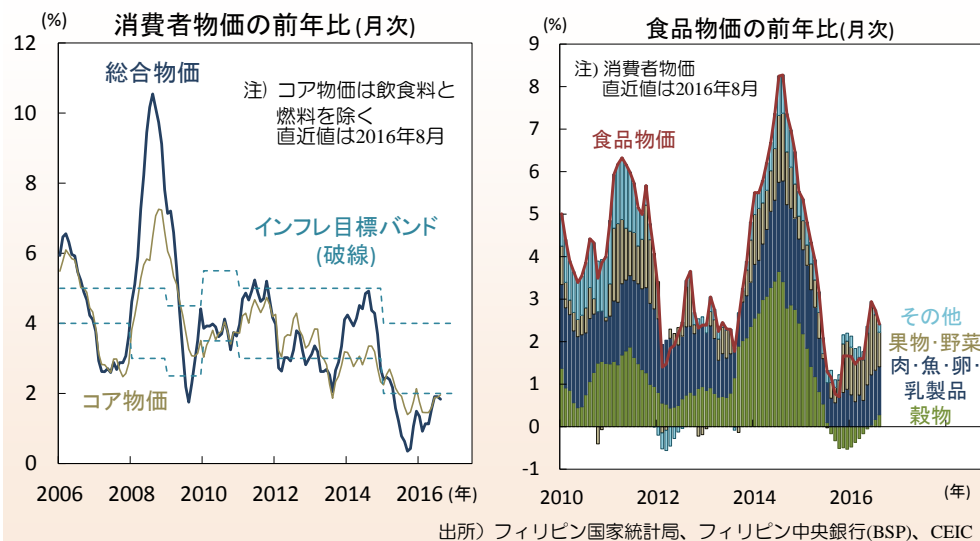 消費者物価の前年比(月次)
(%)
12
10
8
6
4
2
0
総合物価
注) コア物価は飲食料と
燃料を除く
直近値は2016年8月
インフレ目標バンド
(破線)
コア物価
2006 2008 2010 2012 2014 2016 (年)
食品物価の前年比(月次)
(%)
9
8
7
6
5
4
3
2
1
0
-1
注) 消費者物価
直近値は2016年8月
食品物価
その他
果物・野菜
肉・魚・卵・
乳製品
穀物
2010 2012 2014 2016 (年)
出所）フィリピン国家統計局、フィリピン中央銀行(BSP)、CEIC